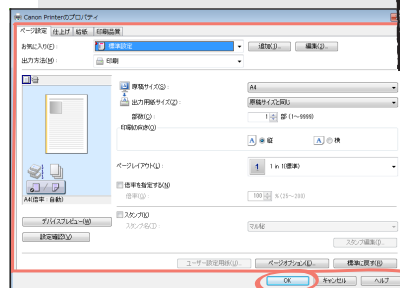 Canon Printerのプロパティ
ページ設定 仕上げ 給紙 印刷品質
お気に入り(F): 標準設定 追加(1)... 編集(2)...
出力方法(M): 印刷
原稿サイズ(S): A4
出力用紙サイズ(Z): 原稿サイズと同じ
部数(C): 1 部 (1～9999)
印刷の向き(O)
A 縦 A 横
ページレイアウト(L): 1 1 in 1(標準)
倍率を指定する(N)
倍率(G): 100 % (25～200)
A4(倍率:自動)
スタンプ(K)
スタンプ名(T): マル秘
デバイスプレビュー(W)
設定確認(V)
スタンプ編集(I)...
ユーザー設定用紙(U)... ページオプション(E)... 標準に戻す(R)
OK キャンセル ヘルプ